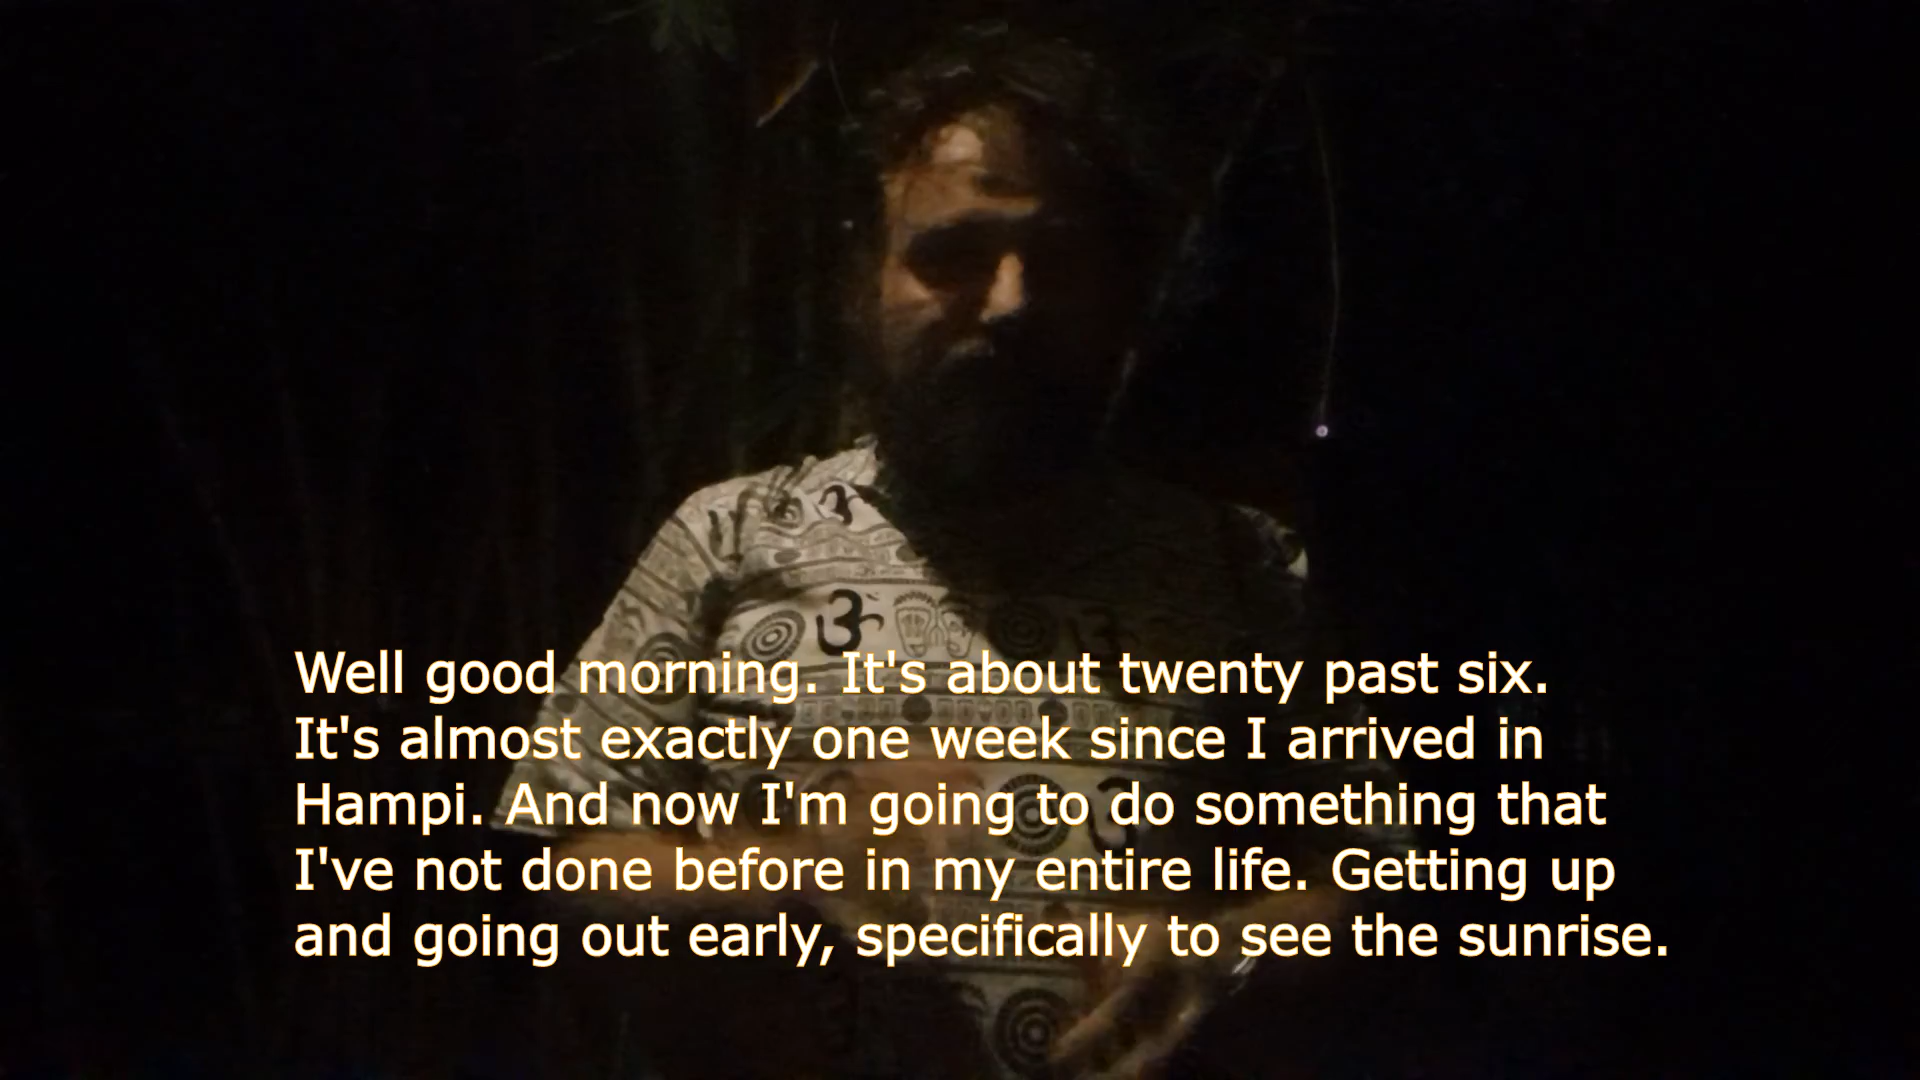 ॐ
Well good morning. It's about twenty past six.
It's almost exactly one week since I arrived in
Hampi. And now I'm going to do something that
I've not done before in my entire life. Getting up
and going out early, specifically to see the sunrise.